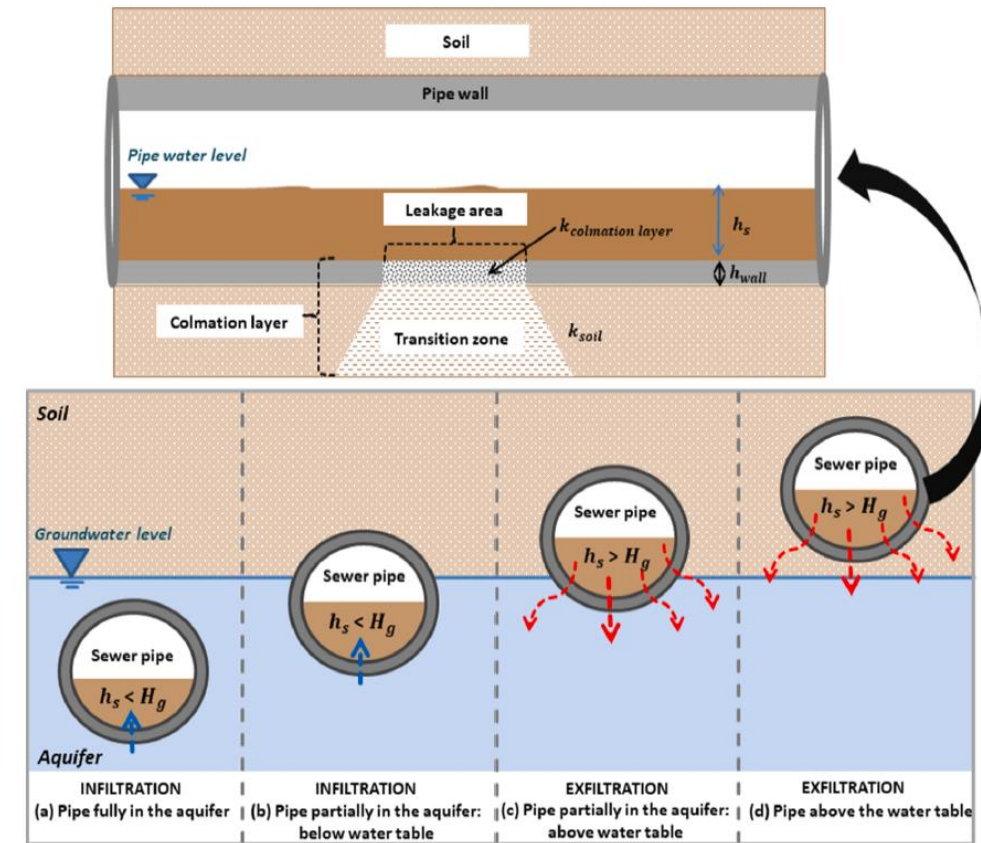 Soil
Pipe wall
Pipe water level
Leakage area
k_colmation layer
h_s
h_wall
Colmation layer
Transition zone
k_soil
Soil
Groundwater level
Sewer pipe
h_s < H_g
Sewer pipe
h_s < H_g
Sewer pipe
h_s > H_g
Sewer pipe
h_s > H_g
Aquifer
INFILTRATION
(a) Pipe fully in the aquifer
INFILTRATION
(b) Pipe partially in the aquifer:
below water table
EXFILTRATION
(c) Pipe partially in the aquifer:
above water table
EXFILTRATION
(d) Pipe above the water table